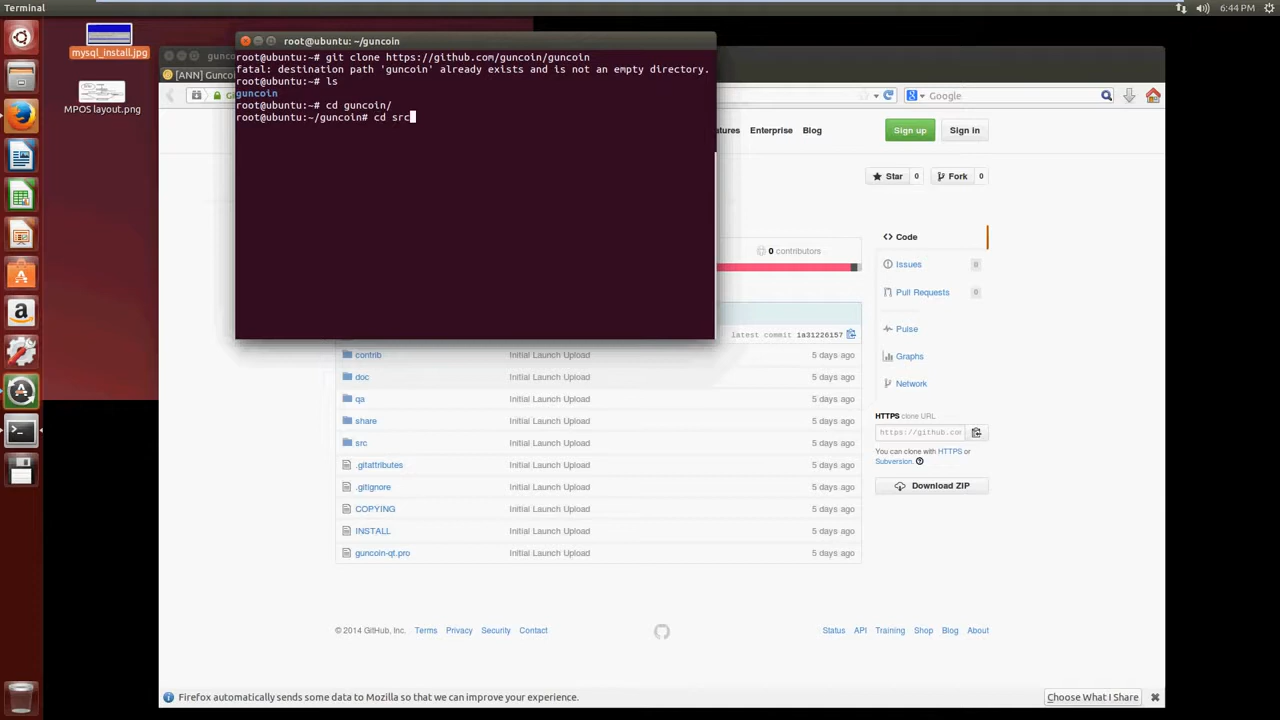 Terminal
6:44 PM
mysql_install.jpg
MPOS layout.png
root@ubuntu: ~/guncoin
root@ubuntu:~# git clone https://github.com/guncoin/guncoin
fatal: destination path 'guncoin' already exists and is not an empty directory.
root@ubuntu:~# ls
guncoin
root@ubuntu:~# cd guncoin/
root@ubuntu:~/guncoin# cd src
[ANN] Gunco
Google
Enterprise Blog Sign up Sign in
Star 0 Fork 0
0 contributors
latest commit 1a31226157
contrib Initial Launch Upload 5 days ago
doc Initial Launch Upload 5 days ago
qa Initial Launch Upload 5 days ago
share Initial Launch Upload 5 days ago
src Initial Launch Upload 5 days ago
.gitattributes Initial Launch Upload 5 days ago
.gitignore Initial Launch Upload 5 days ago
COPYING Initial Launch Upload 5 days ago
INSTALL Initial Launch Upload 5 days ago
guncoin-qt.pro Initial Launch Upload 5 days ago
Code
Issues 0
Pull Requests 0
Pulse
Graphs
Network
HTTPS clone URL
https://github.com
You can clone with HTTPS or
Subversion.
Download ZIP
© 2014 GitHub, Inc. Terms Privacy Security Contact
Status API Training Shop Blog About
Firefox automatically sends some data to Mozilla so that we can improve your experience.
Choose What I Share